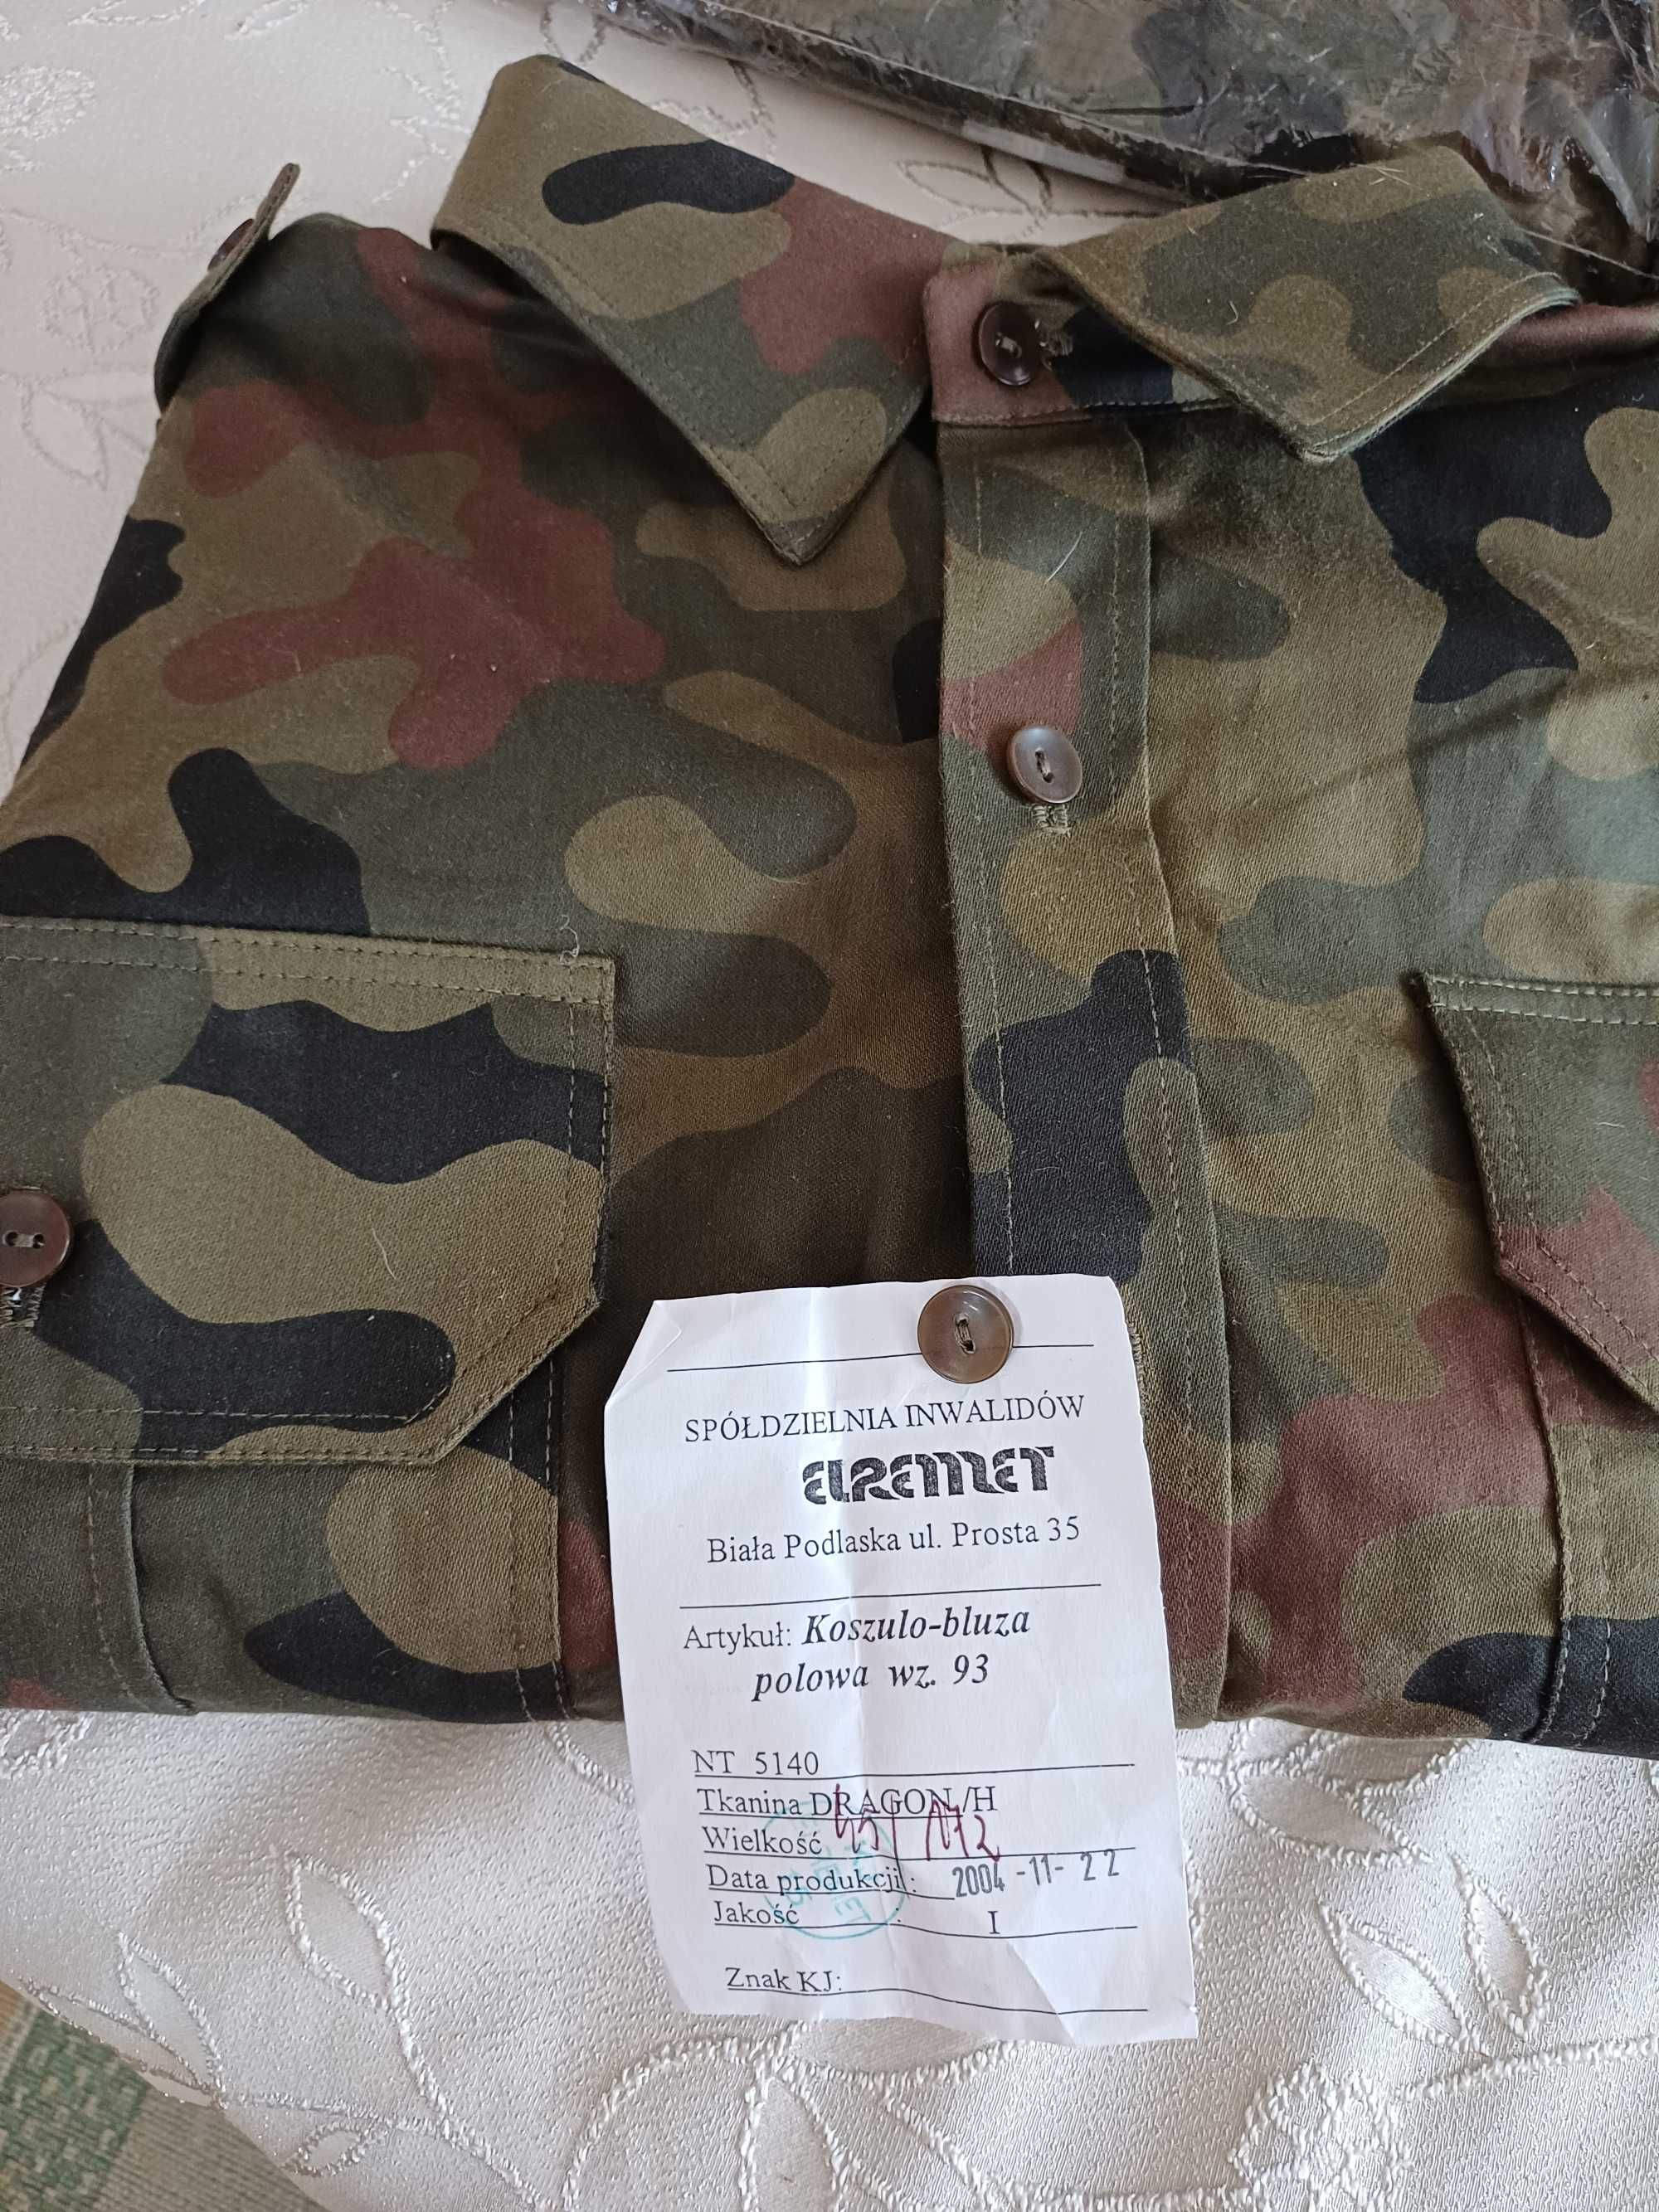 SPÓŁDZIELNIA INWALIDÓW
ELREMET
Biała Podlaska ul. Prosta 35
Artykuł: Koszulo-bluza
polowa wz. 93
NT 5140
Tkanina DRAGON/H
Wielkość
Data produkcji: 2004-11-22
Jakość I
Znak KJ: